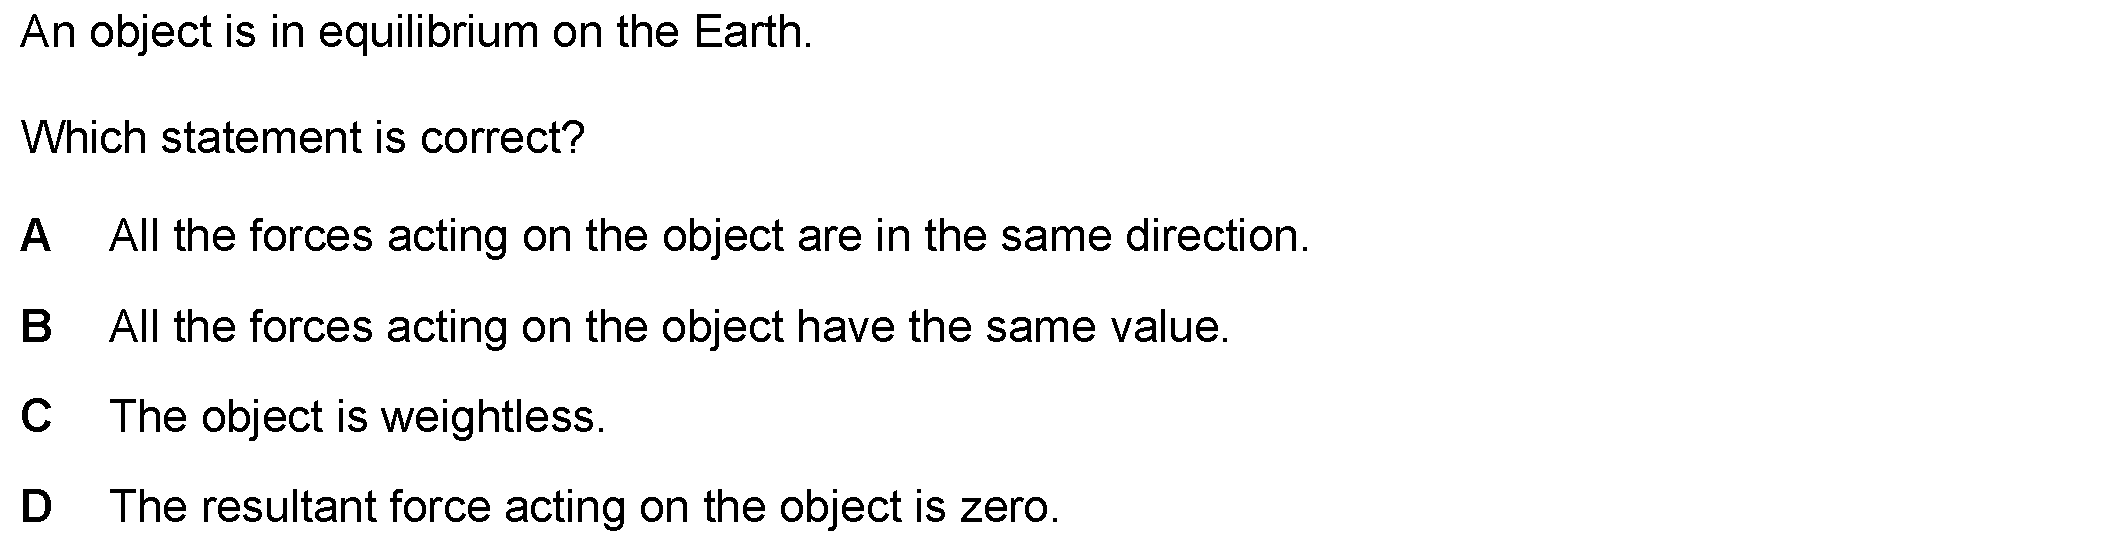 An object is in equilibrium on the Earth.
Which statement is correct?
A All the forces acting on the object are in the same direction.
B All the forces acting on the object have the same value.
C The object is weightless.
D The resultant force acting on the object is zero.